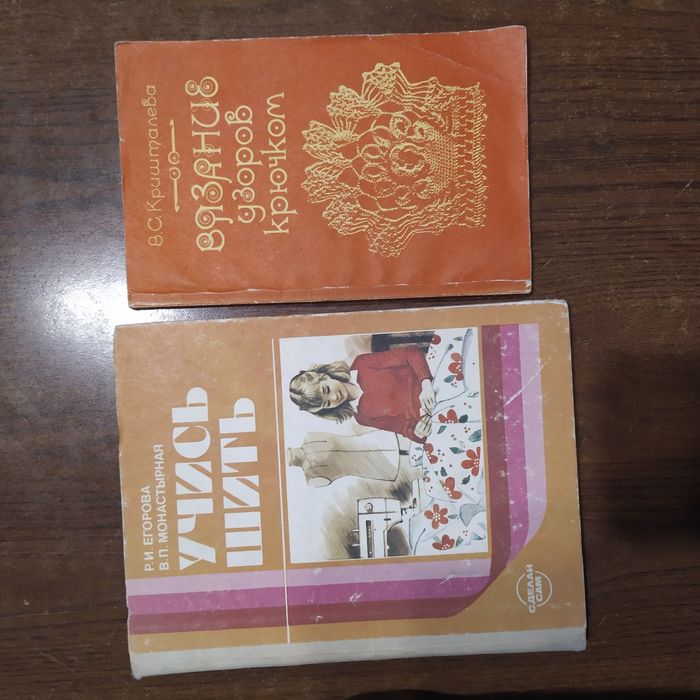 В.С. Кришталева
ВЯЗАНИЕ
УЗОРОВ
КРЮЧКОМ
Р.И. ЕГОРОВА
В.П. МОНАСТЫРНАЯ
УЧИСЬ
ШИТЬ
СДЕЛАЙ
САМ